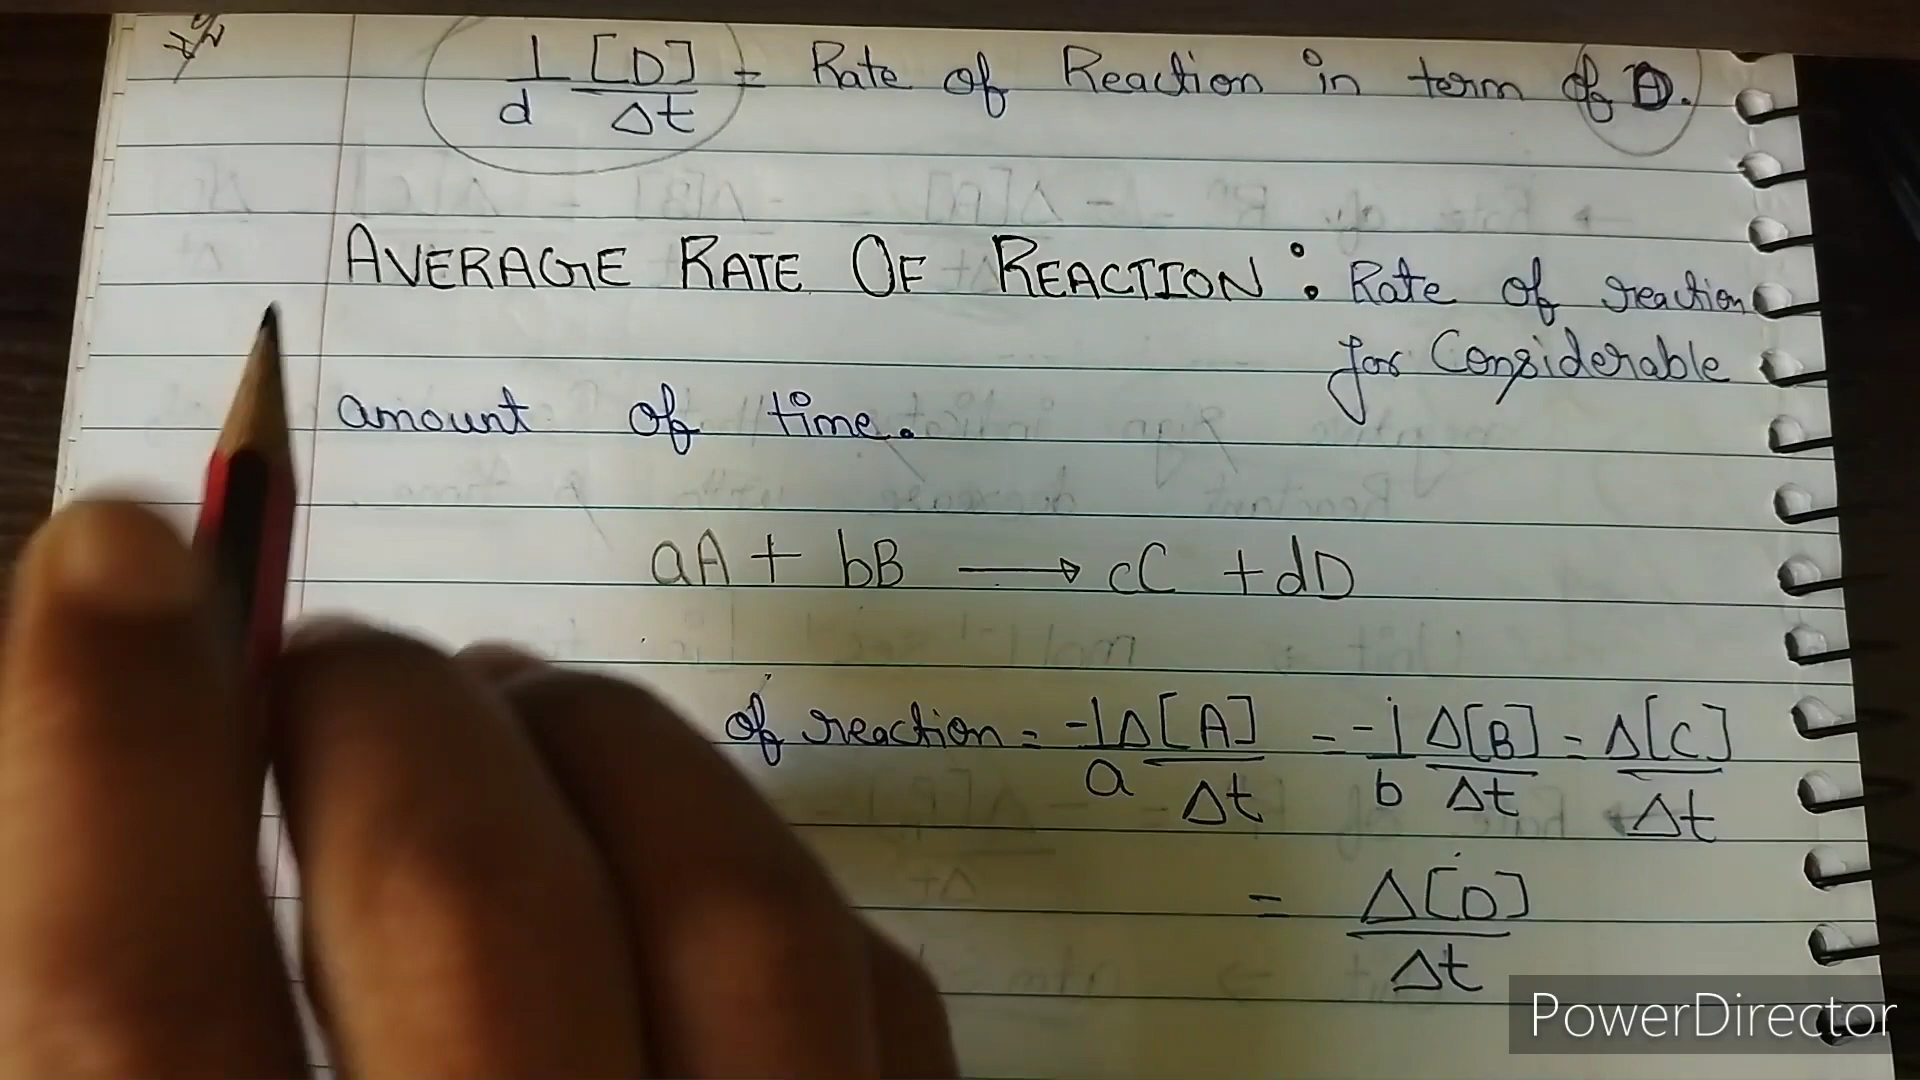 1/d [D]/Δt = Rate of Reaction in term of D.
AVERAGE RATE OF REACTION : Rate of reaction
for Considerable
amount of time.
aA + bB → cC + dD
of reaction = -1/a Δ[A]/Δt = -1/b Δ[B]/Δt = Δ[C]/Δt
= Δ[D]/Δt
PowerDirector